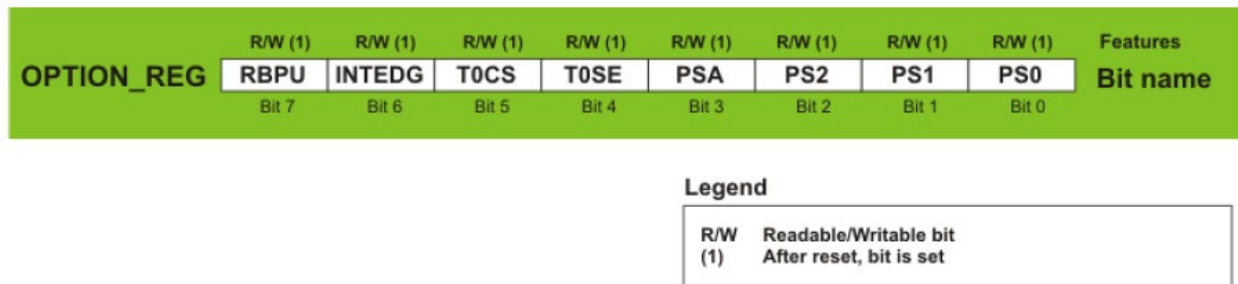 R/W (1) R/W (1) R/W (1) R/W (1) R/W (1) R/W (1) R/W (1) R/W (1) Features
OPTION_REG RBPU INTEDG T0CS T0SE PSA PS2 PS1 PS0 Bit name
Bit 7 Bit 6 Bit 5 Bit 4 Bit 3 Bit 2 Bit 1 Bit 0
Legend
R/W Readable/Writable bit
(1) After reset, bit is set